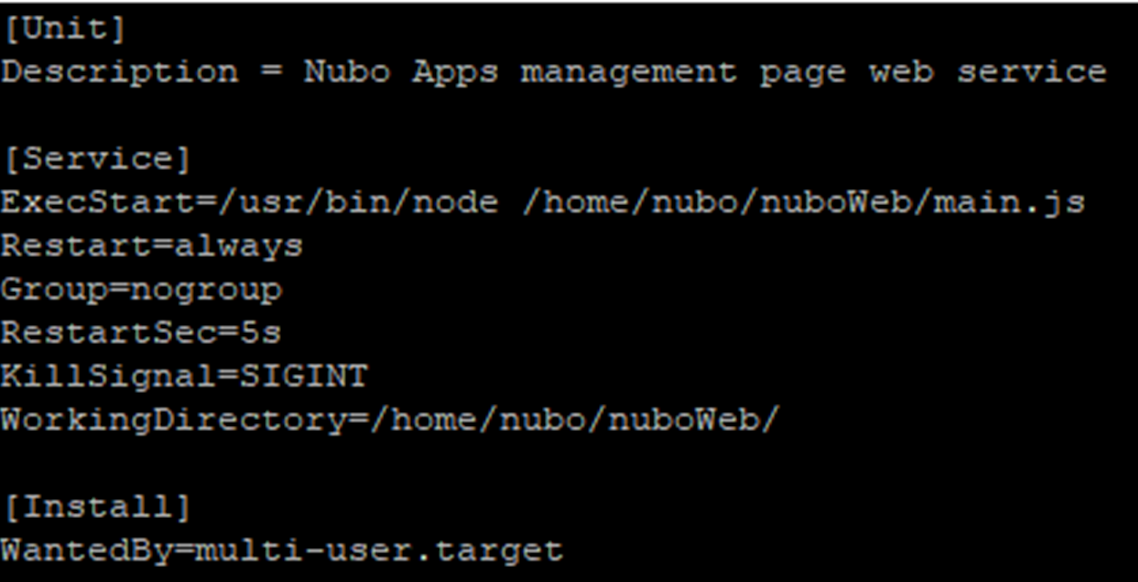 [Unit]
Description = Nubo Apps management page web service
[Service]
ExecStart=/usr/bin/node /home/nubo/nuboWeb/main.js
Restart=always
Group=nogroup
RestartSec=5s
KillSignal=SIGINT
WorkingDirectory=/home/nubo/nuboWeb/
[Install]
WantedBy=multi-user.target